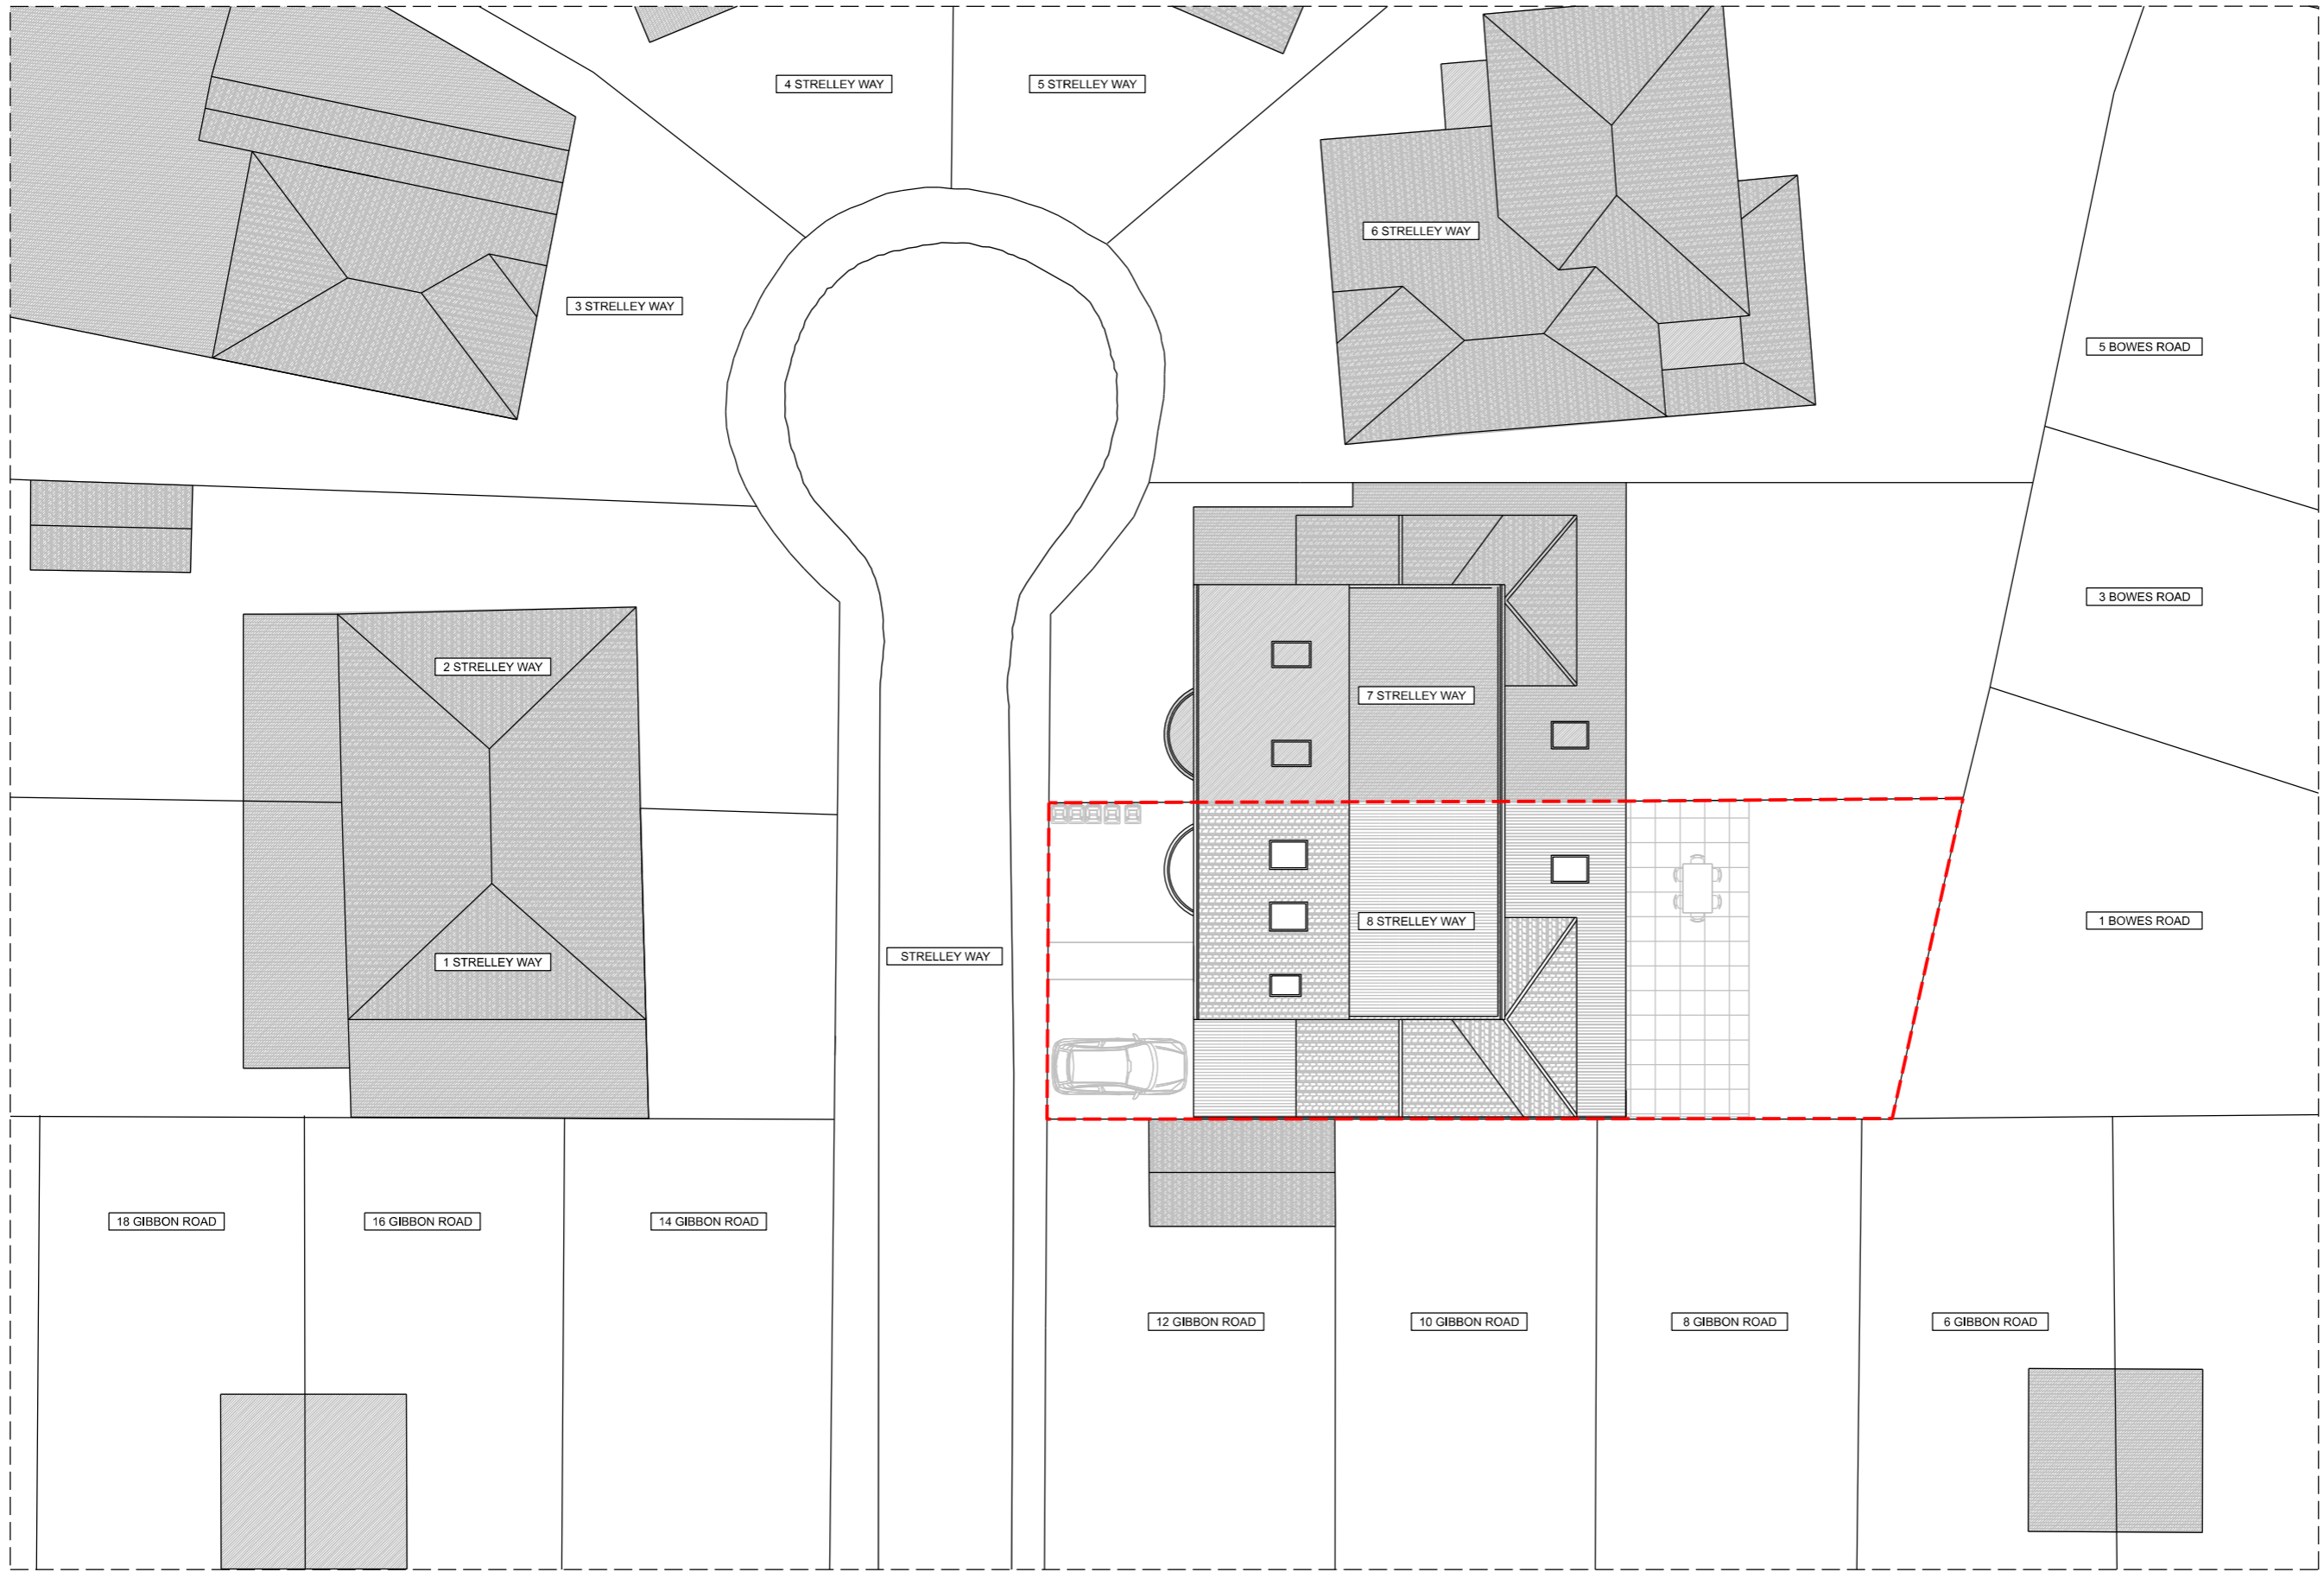 4 STRELLEY WAY
5 STRELLEY WAY
6 STRELLEY WAY
3 STRELLEY WAY
5 BOWES ROAD
3 BOWES ROAD
2 STRELLEY WAY
7 STRELLEY WAY
8 STRELLEY WAY
1 BOWES ROAD
STRELLEY WAY
1 STRELLEY WAY
18 GIBBON ROAD
16 GIBBON ROAD
14 GIBBON ROAD
12 GIBBON ROAD
10 GIBBON ROAD
8 GIBBON ROAD
6 GIBBON ROAD